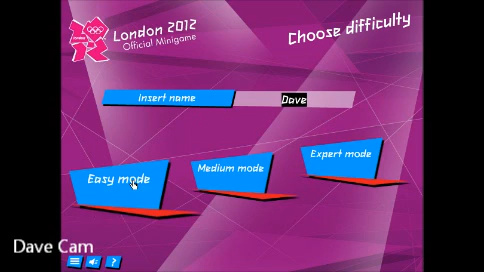 London 2012
Official Minigame
Choose difficulty
Insert name
Dave
Easy mode
Medium mode
Expert mode
?
Dave Cam